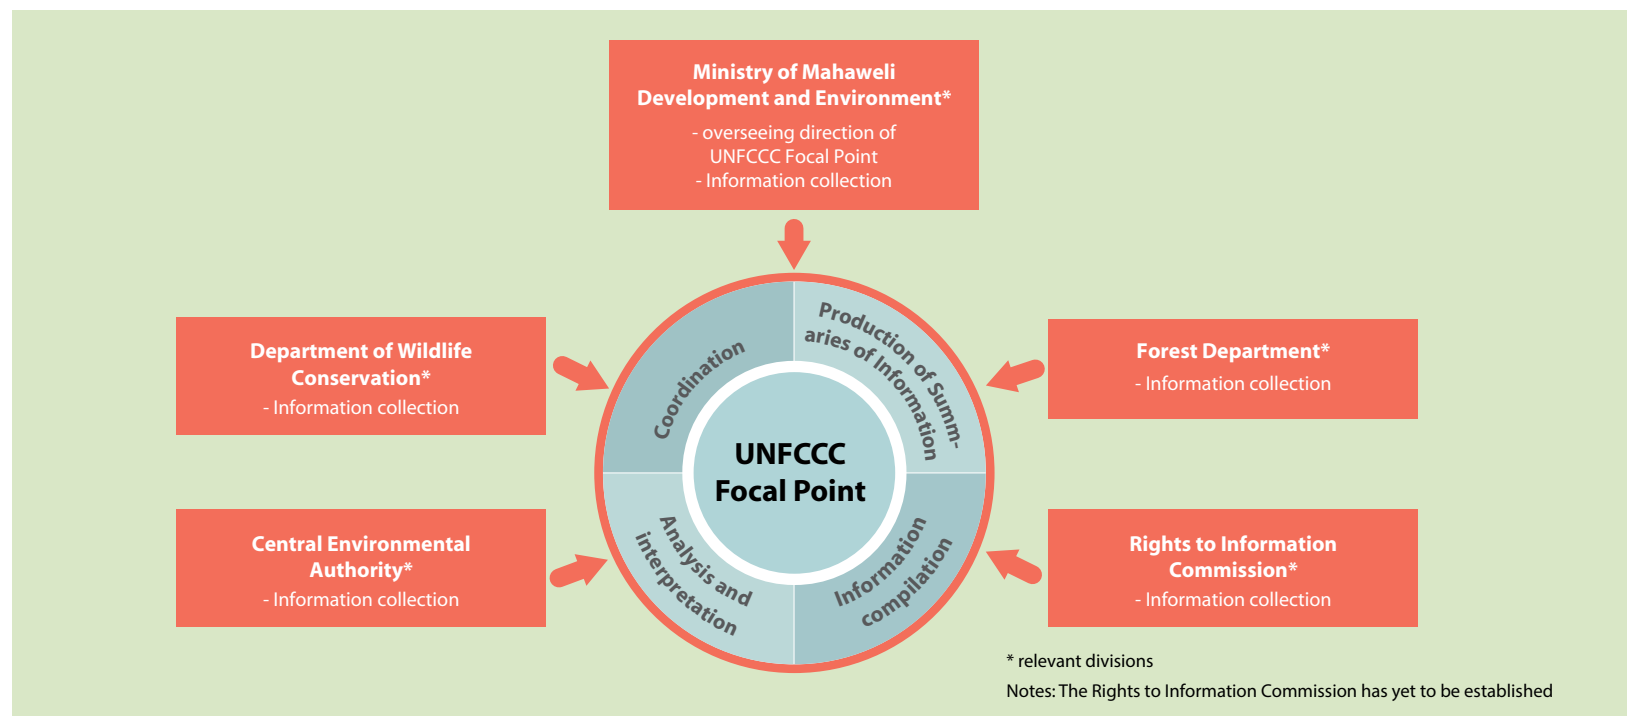 Ministry of Mahaweli
Development and Environment*
- overseeing direction of
UNFCCC Focal Point
- Information collection
Department of Wildlife
Conservation*
- Information collection
Forest Department*
- Information collection
Coordination
Production of Summ-
aries of Information
UNFCCC
Focal Point
Analysis and
interpretation
Information
compilation
Central Environmental
Authority*
- Information collection
Rights to Information
Commission*
- Information collection
* relevant divisions
Notes: The Rights to Information Commission has yet to be established